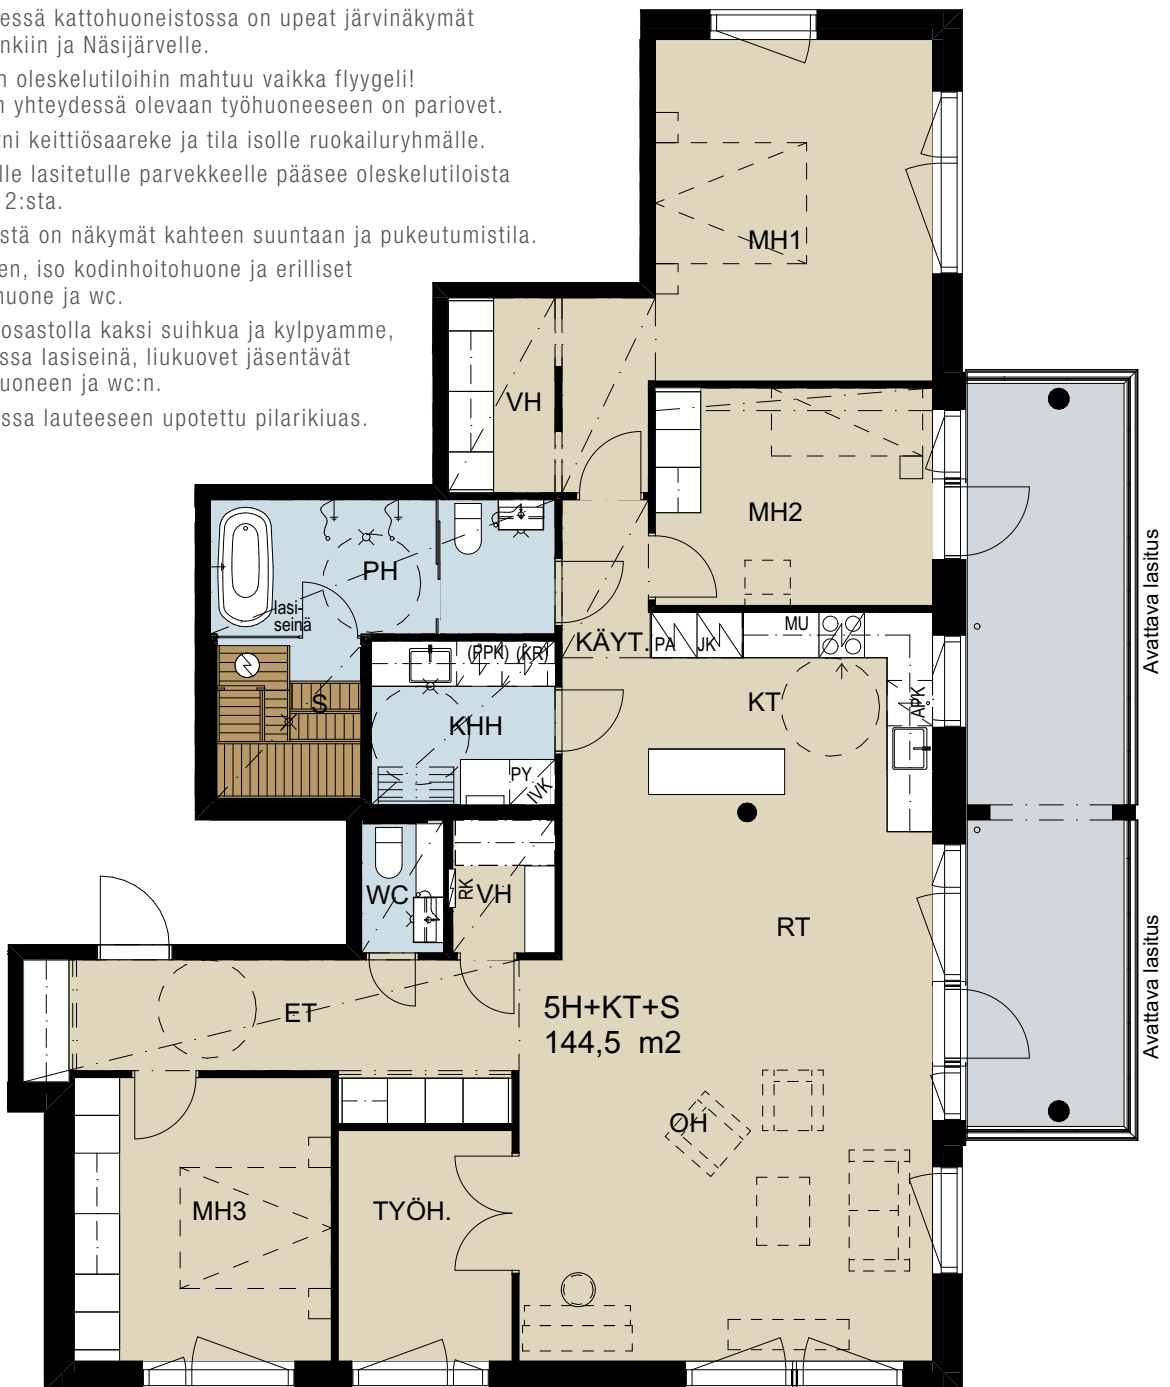 essä kattohuoneistossa on upeat järvinäkymät
nkiin ja Näsijärvelle.
n oleskelutiloihin mahtuu vaikka flyygeli!
n yhteydessä olevaan työhuoneeseen on pariovet.
ni keittiösaareke ja tila isolle ruokailuryhmälle.
lle lasitetulle parvekkeelle pääsee oleskelutiloista
2:sta.
stä on näkymät kahteen suuntaan ja pukeutumistila.
en, iso kodinhoitohuone ja erilliset
huone ja wc.
osastolla kaksi suihkua ja kylpyamme,
ssa lasiseinä, liukuovet jäsentävät
uoneen ja wc:n.
ssa lauteeseen upotettu pilarikiuas.
MH1
VH
MH2
PH
lasi-
seinä
KÄYT.
PA
JK
MU
(PPK)
(KR)
S
KHH
KT
APK
PY
IVK
WC
RK
VH
RT
ET
5H+KT+S
144,5 m2
OH
MH3
TYÖH.
Avattava lasitus
Avattava lasitus